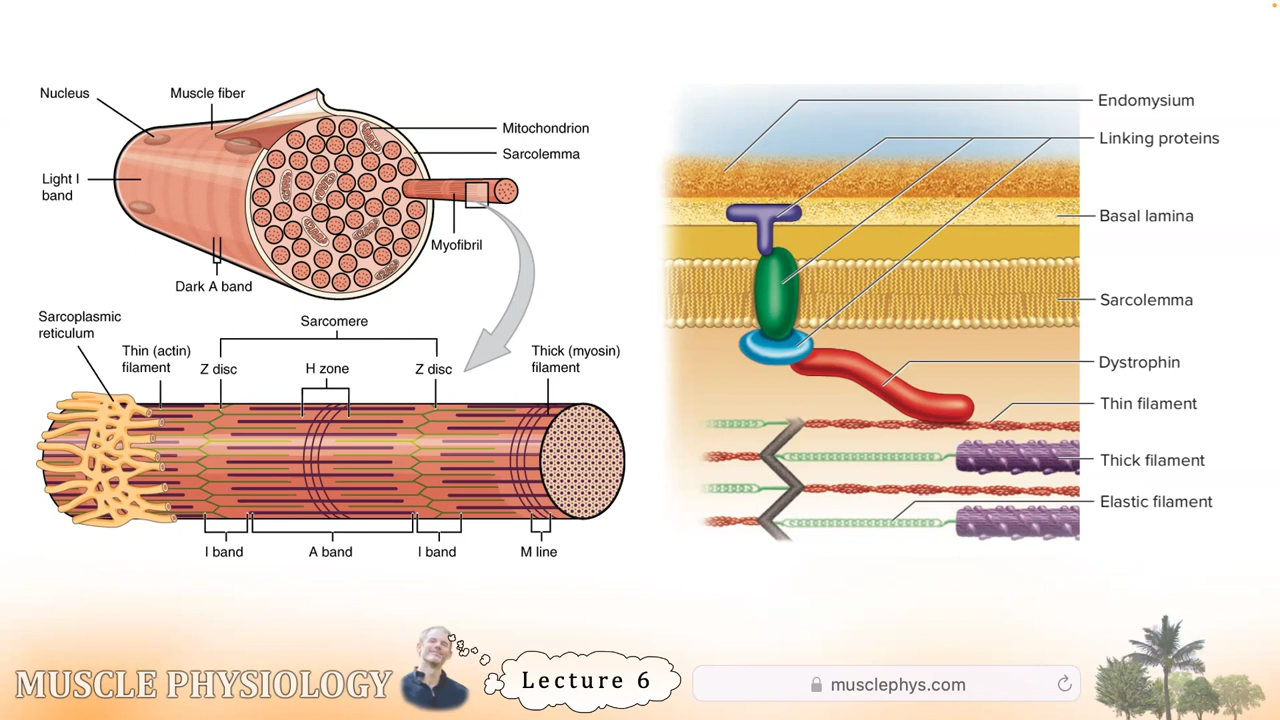 Nucleus
Muscle fiber
Mitochondrion
Sarcolemma
Light I
band
Myofibril
Dark A band
Sarcoplasmic
reticulum
Sarcomere
Thin (actin)
filament
Z disc
H zone
Z disc
Thick (myosin)
filament
I band
A band
I band
M line
Endomysium
Linking proteins
Basal lamina
Sarcolemma
Dystrophin
Thin filament
Thick filament
Elastic filament
MUSCLE PHYSIOLOGY
Lecture 6
musclephys.com